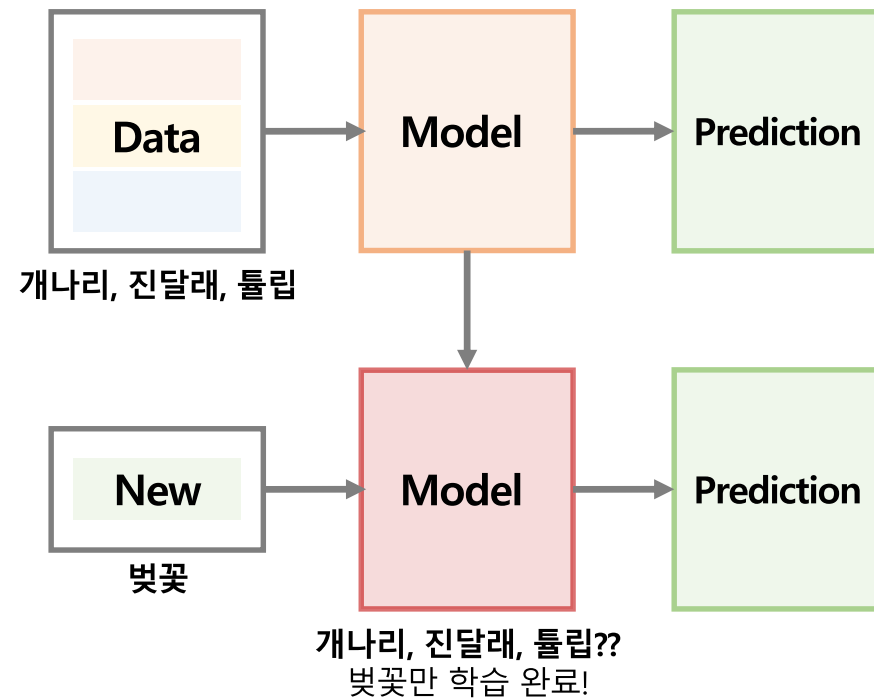 Data
Model
Prediction
개나리, 진달래, 튤립
New
Model
Prediction
벚꽃
개나리, 진달래, 튤립??
벚꽃만 학습 완료!